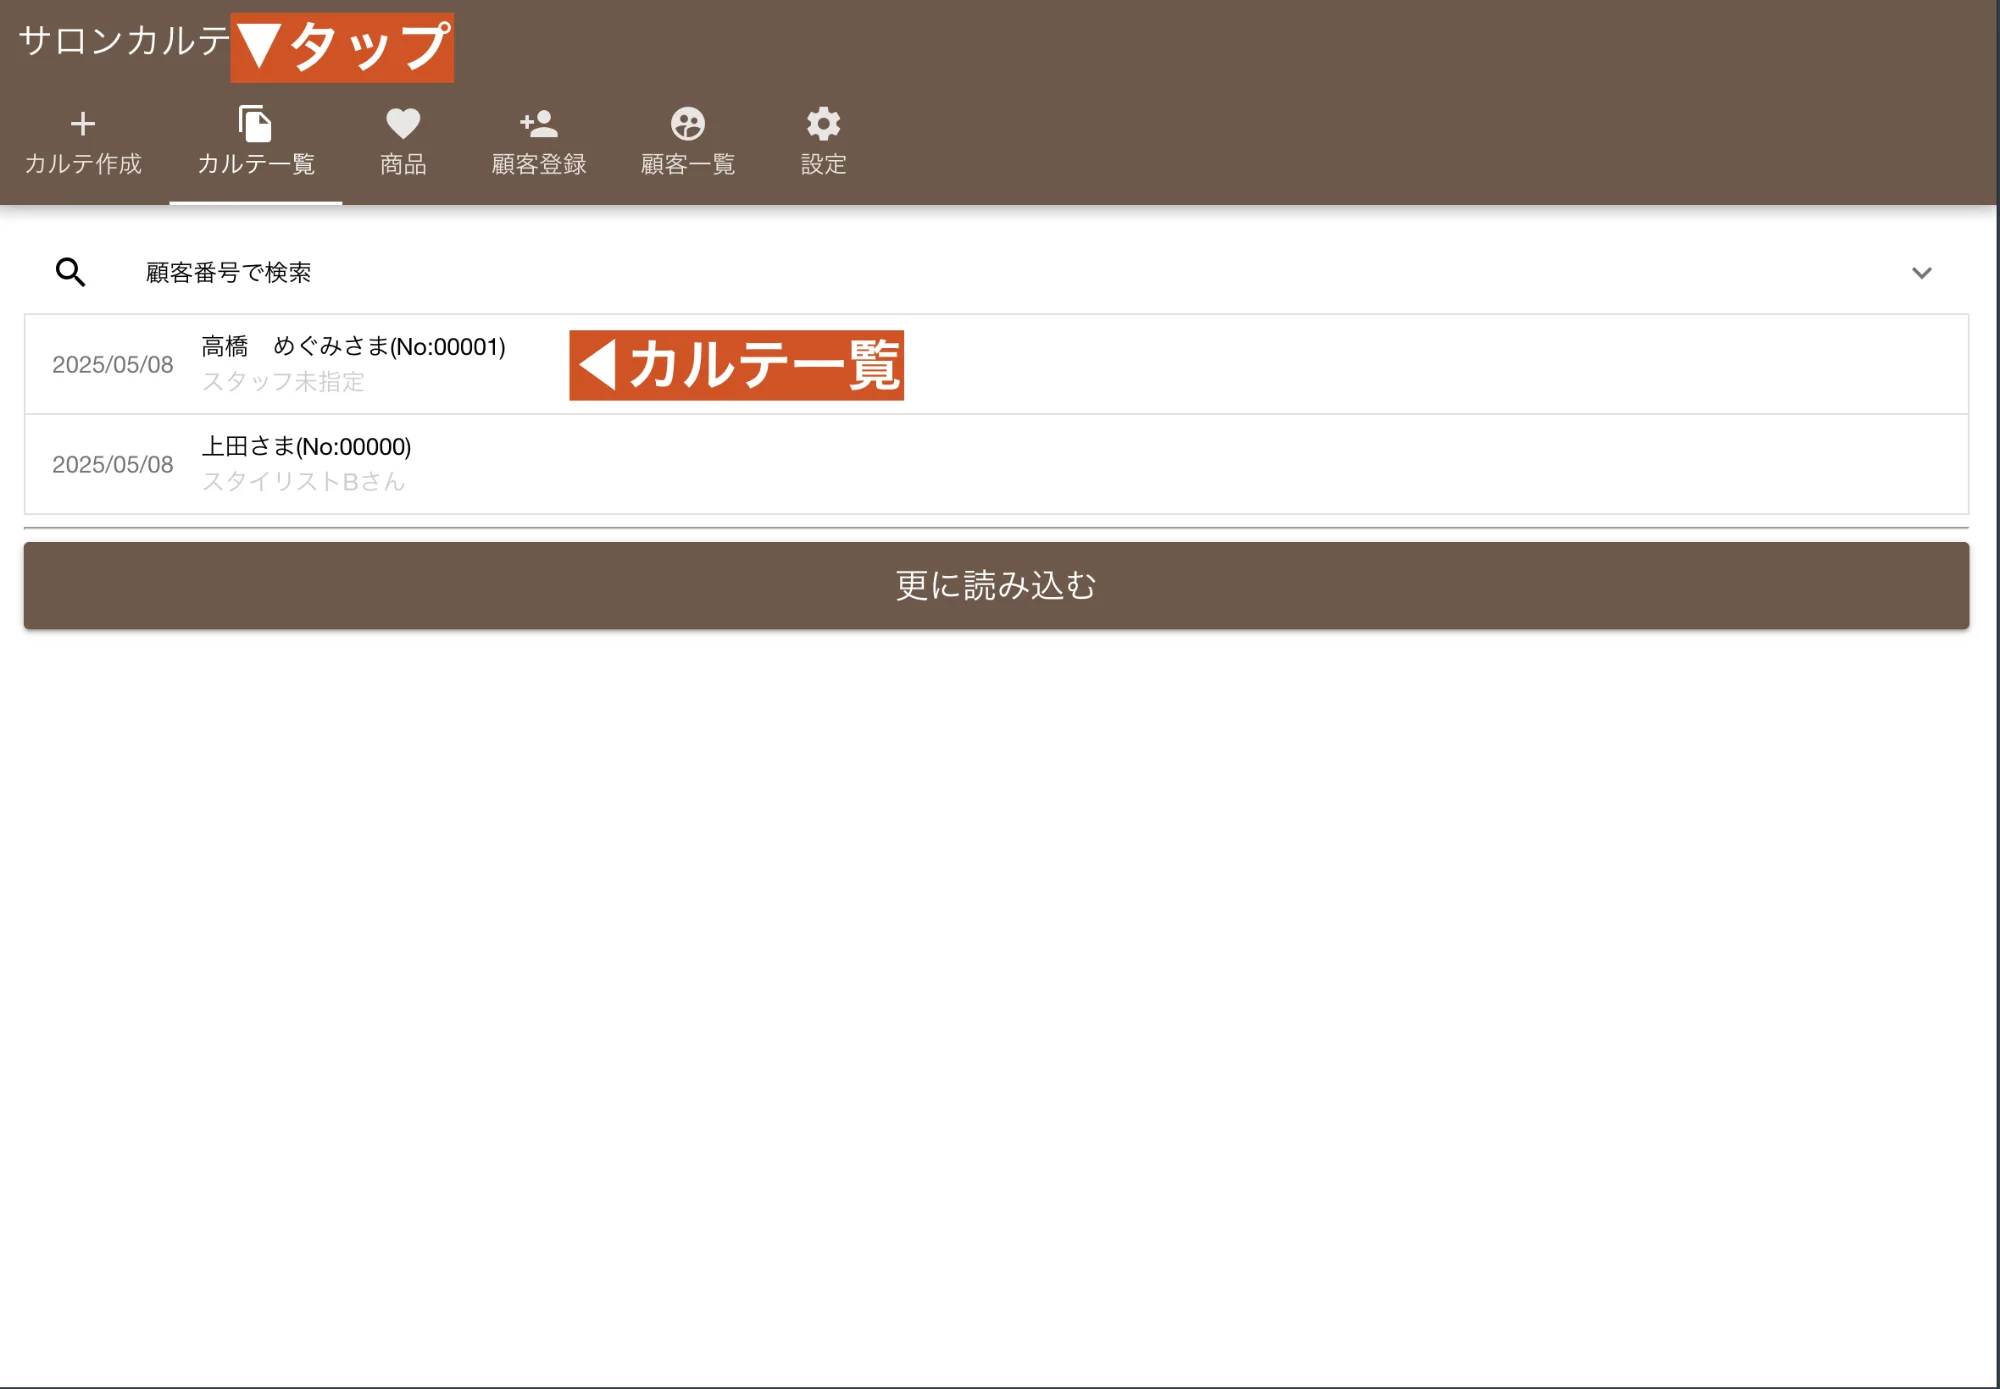 サロンカルテ
▼タップ
カルテ作成
カルテ一覧
商品
顧客登録
顧客一覧
設定
顧客番号で検索
2025/05/08
高橋　めぐみさま(No:00001)
スタッフ未指定
◀カルテ一覧
2025/05/08
上田さま(No:00000)
スタイリストBさん
更に読み込む